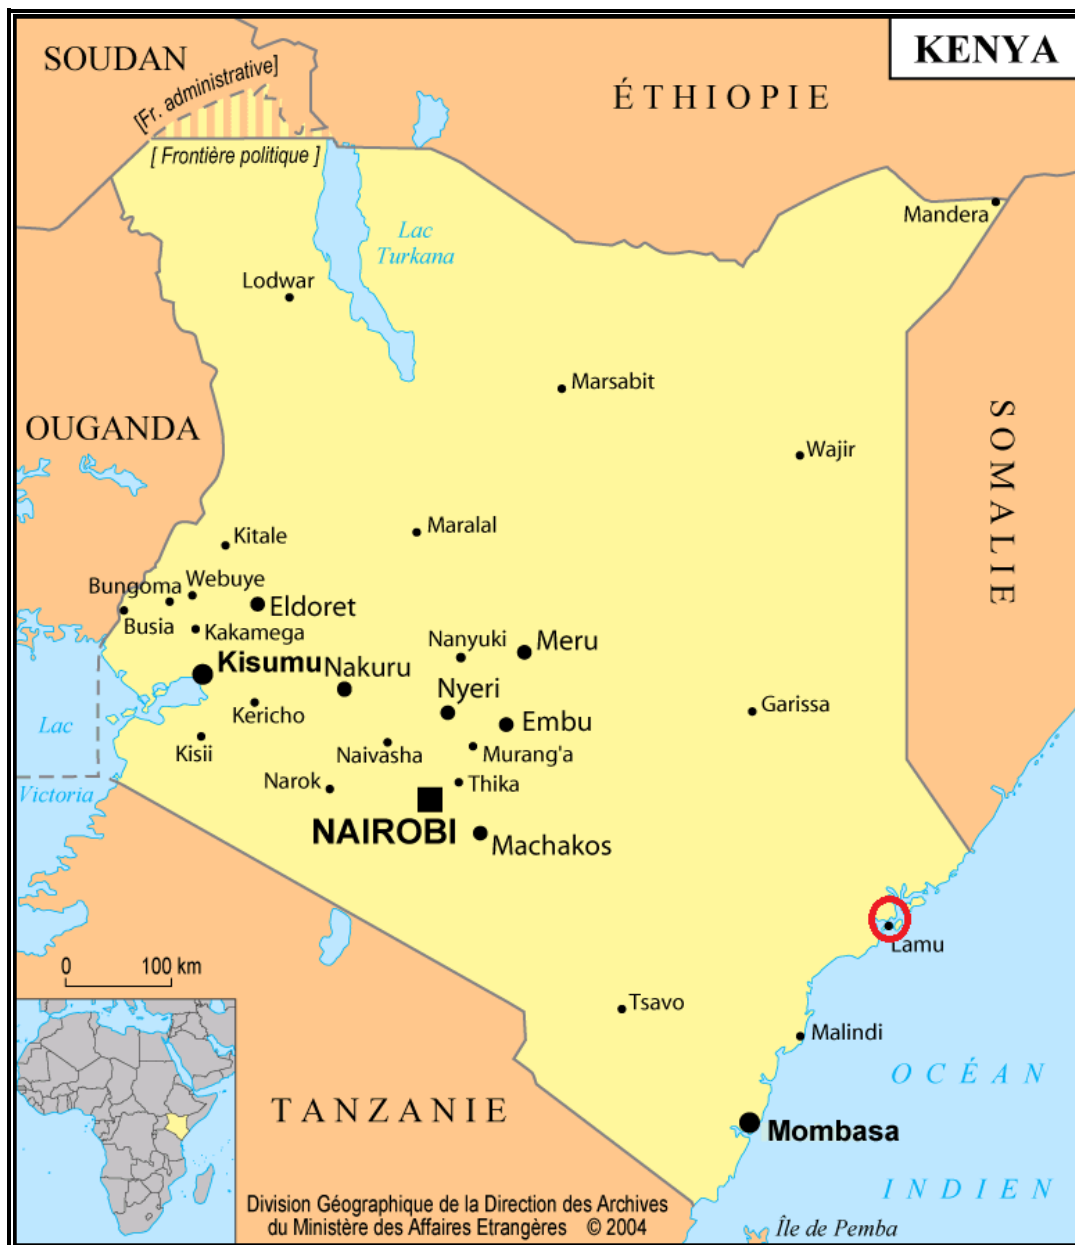 KENYA
SOUDAN
[Fr. administrative]
[ Frontière politique ]
ÉTHIOPIE
Mandera
Lac
Turkana
Lodwar
Marsabit
OUGANDA
SOMALIE
Wajir
Maralal
Kitale
Webuye
Bungoma
Busia
Eldoret
Kakamega
Nanyuki
Meru
Kisumu
Nakuru
Nyeri
Kericho
Embu
Garissa
Lac
Victoria
Kisii
Naivasha
Murang'a
Narok
Thika
NAIROBI
Machakos
Lamu
0 100 km
Tsavo
Malindi
OCÉAN
INDIEN
TANZANIE
Mombasa
Île de Pemba
Division Géographique de la Direction des Archives
du Ministère des Affaires Etrangères © 2004